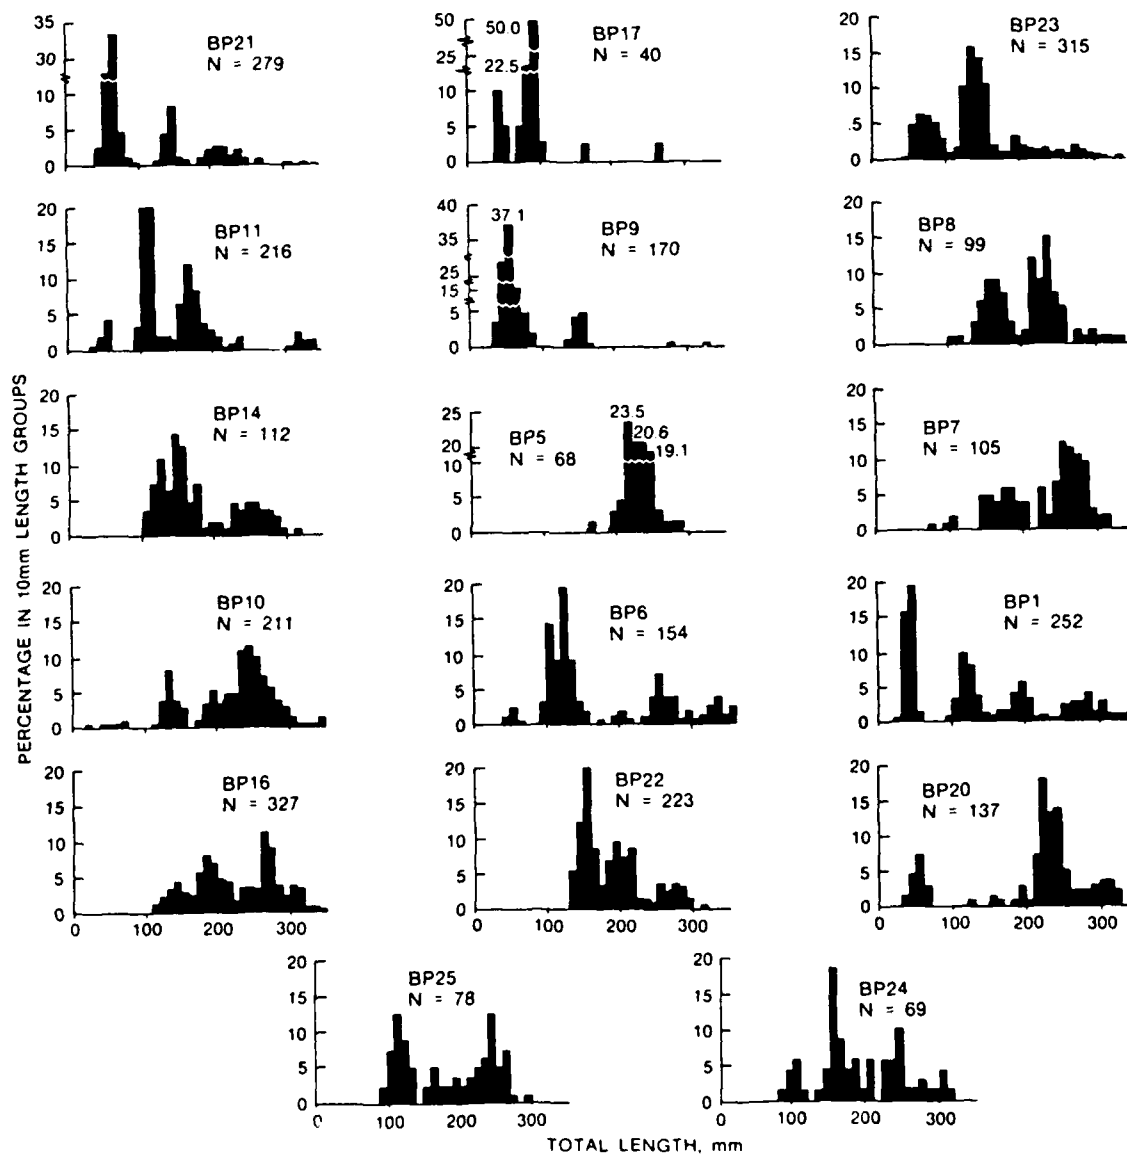 35
30
10
5
0
BP21
N = 279
50
25
10
5
0
50.0
22.5
BP17
N = 40
20
15
10
.5
0
BP23
N = 315
20
15
10
5
0
BP11
N = 216
40
35
25
15
5
0
37.1
BP9
N = 170
20
15
10
5
0
BP8
N = 99
20
15
10
5
0
BP14
N = 112
25
20
10
5
0
23.5
20.6
19.1
BP5
N = 68
20
15
10
5
0
BP7
N = 105
20
15
10
5
0
BP10
N = 211
20
15
10
5
0
BP6
N = 154
20
15
10
5
0
BP1
N = 252
20
15
10
5
0
BP16
N = 327
0 100 200 300
20
15
10
5
0
BP22
N = 223
0 100 200 300
20
15
10
5
0
BP20
N = 137
0 100 200 300
20
15
10
5
0
BP25
N = 78
0 100 200 300
20
15
10
5
0
BP24
N = 69
0 100 200 300
PERCENTAGE IN 10mm LENGTH GROUPS
TOTAL LENGTH, mm